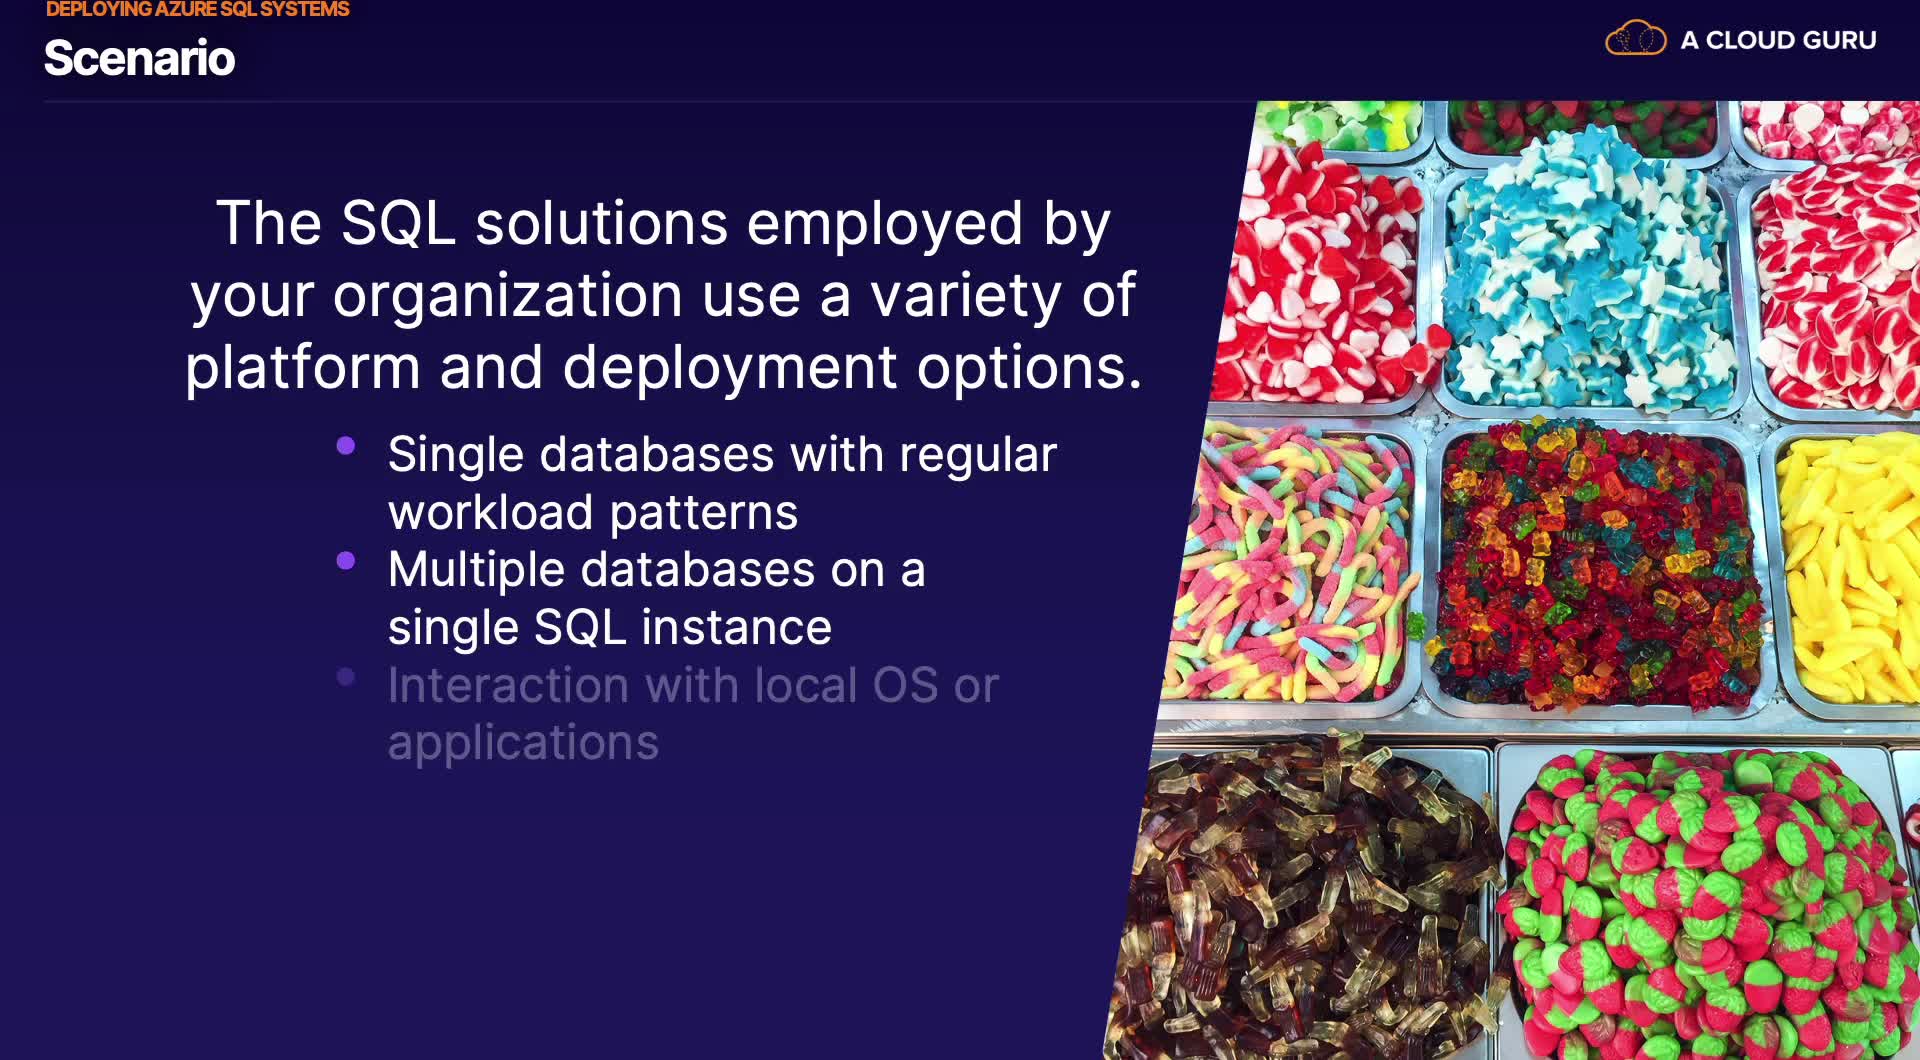 DEPLOYING AZURE SQL SYSTEMS
Scenario
A CLOUD GURU
The SQL solutions employed by
your organization use a variety of
platform and deployment options.
Single databases with regular
workload patterns
Multiple databases on a
single SQL instance
Interaction with local OS or
applications